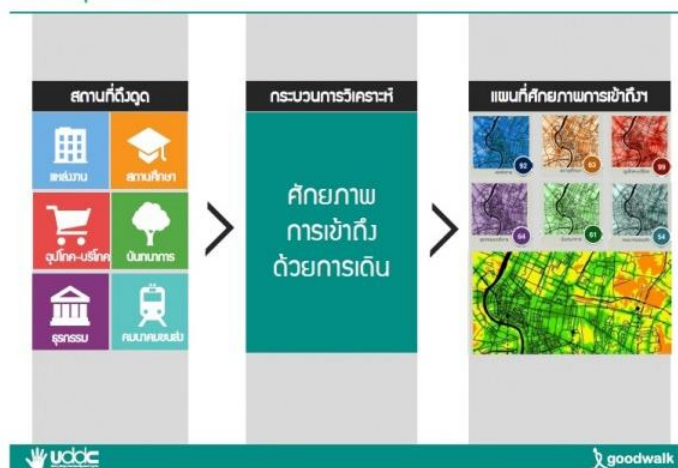 สถานที่ดึงดูด
แหล่งงาน
สถานศึกษา
อุปโภค-บริโภค
นันทนาการ
ธุรกรรม
คมนาคมขนส่ง
กระบวนการวิเคราะห์
ศักยภาพ
การเข้าถึง
ด้วยการเดิน
แผนที่ศักยภาพการเข้าถึงฯ
92
63
99
64
61
54
uddc
goodwalk